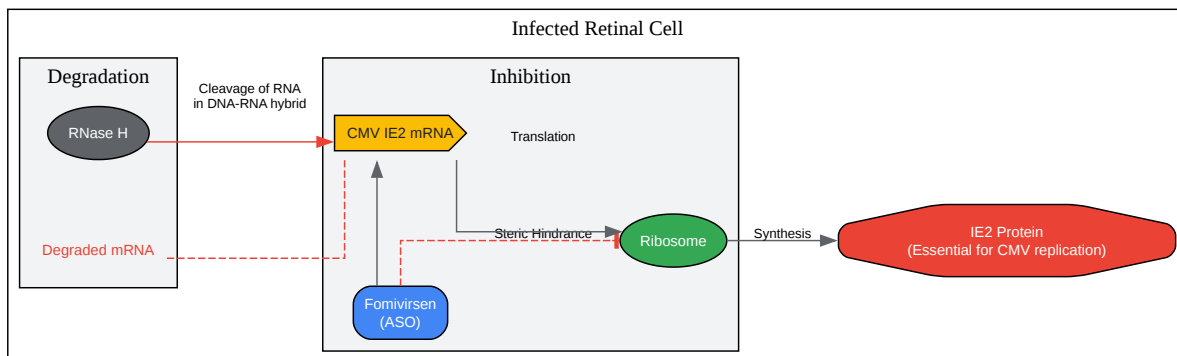 Infected Retinal Cell
Degradation
Inhibition
Cleavage of RNA
in DNA-RNA hybrid
RNase H
CMV IE2 mRNA
Translation
Degraded mRNA
Steric Hindrance
Ribosome
Synthesis
IE2 Protein
(Essential for CMV replication)
Fomivirsen
(ASO)